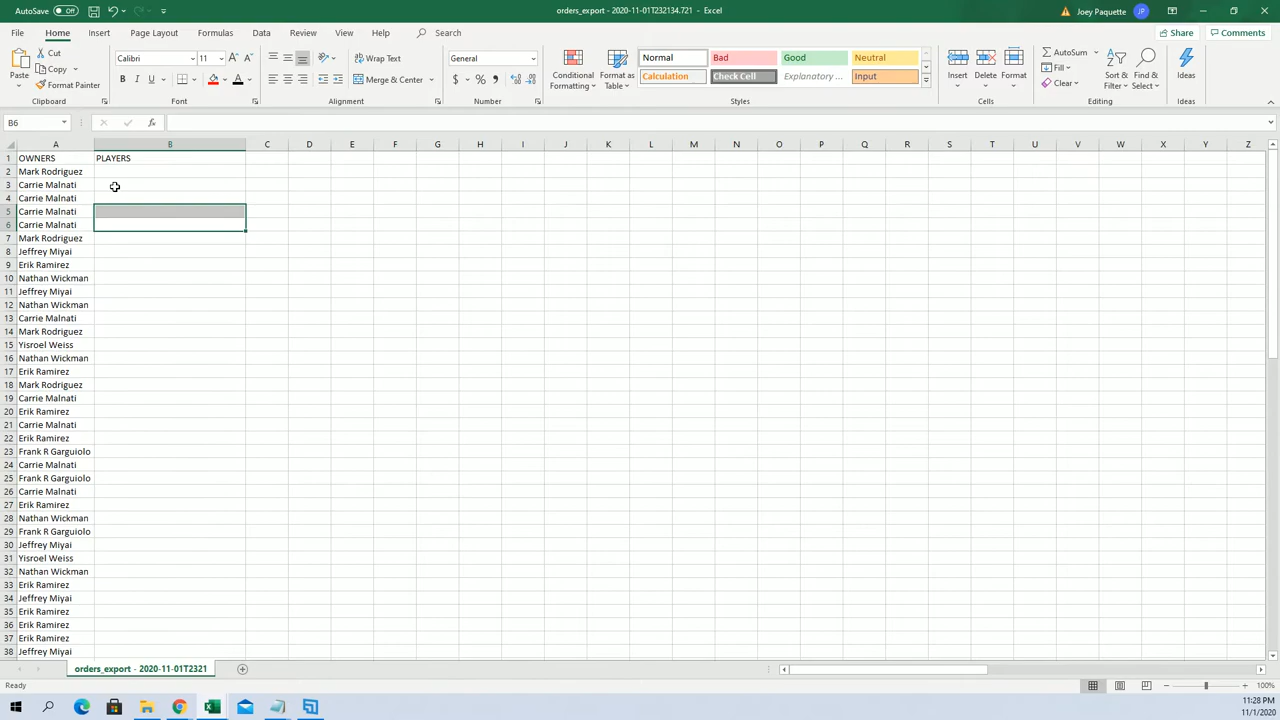 AutoSave Off orders_export - 2020-11-01T232134.721 - Excel Joey Paquette JP
File Home Insert Page Layout Formulas Data Review View Help Search Share Comments
Paste Cut Copy Format Painter Clipboard
Calibri 11 B I U A Font
Wrap Text Merge & Center Alignment
General $ % Number
Conditional Formatting Format as Table
Normal Bad Good Neutral
Calculation Check Cell Explanatory ... Input
Styles
Insert Delete Format Cells
AutoSum Fill Clear Sort & Filter Find & Select Editing
Ideas Ideas
B6 fx
A B C D E F G H I J K L M N O P Q R S T U V W X Y Z
1 OWNERS PLAYERS
2 Mark Rodriguez
3 Carrie Malnati
4 Carrie Malnati
5 Carrie Malnati
6 Carrie Malnati
7 Mark Rodriguez
8 Jeffrey Miyai
9 Erik Ramirez
10 Nathan Wickman
11 Jeffrey Miyai
12 Nathan Wickman
13 Carrie Malnati
14 Mark Rodriguez
15 Yisroel Weiss
16 Nathan Wickman
17 Erik Ramirez
18 Mark Rodriguez
19 Carrie Malnati
20 Erik Ramirez
21 Carrie Malnati
22 Erik Ramirez
23 Frank R Garguiolo
24 Carrie Malnati
25 Frank R Garguiolo
26 Carrie Malnati
27 Erik Ramirez
28 Nathan Wickman
29 Frank R Garguiolo
30 Jeffrey Miyai
31 Yisroel Weiss
32 Nathan Wickman
33 Erik Ramirez
34 Jeffrey Miyai
35 Erik Ramirez
36 Erik Ramirez
37 Erik Ramirez
38 Jeffrey Miyai
orders_export - 2020-11-01T2321
Ready 100%
11:28 PM
11/1/2020